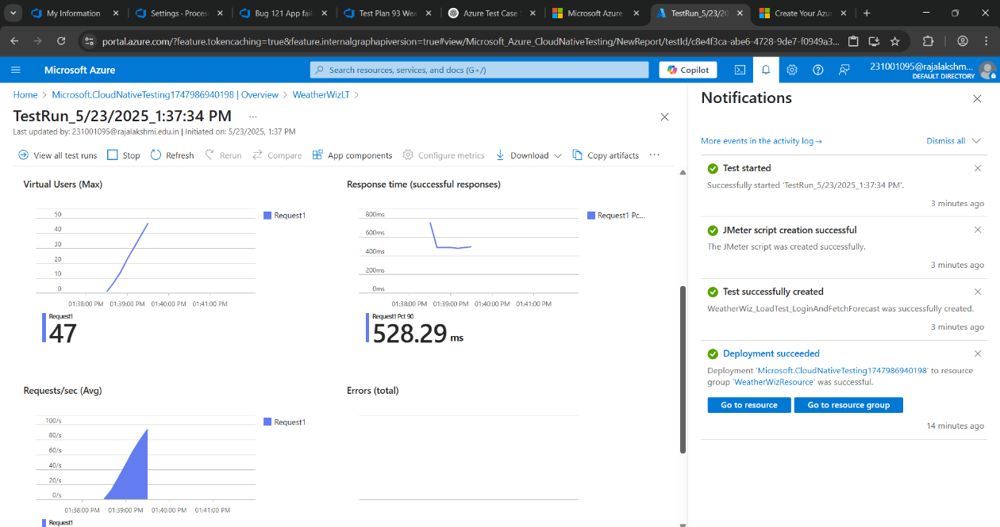 My Information
Settings · Proces
Bug 121 App fai
Test Plan 93 Wea
Azure Test Case
Microsoft Azure
TestRun_5/23/20
Create Your Azu
portal.azure.com/?feature.tokencaching=true&feature.internalgraphapiversion=true#view/Microsoft_Azure_CloudNativeTesting/NewReport/testId/c8e4f3ca-abe6-4728-9de7-f0949a3...
Microsoft Azure
Search resources, services, and docs (G+/)
Copilot
231001095@rajalakshm...
DEFAULT DIRECTORY
Home > Microsoft.CloudNativeTesting1747986940198 | Overview > WeatherWizLT >
TestRun_5/23/2025_1:37:34 PM ...
Last updated by: 231001095@rajalakshmi.edu.in | Initiated on: 5/23/2025, 1:37 PM
View all test runs Stop Refresh Rerun Compare App components Configure metrics Download Copy artifacts ...
Virtual Users (Max)
50
40
30
20
10
0
01:38:00 PM 01:39:00 PM 01:40:00 PM 01:41:00 PM
Request1
Request1
47
Response time (successful responses)
800ms
600ms
400ms
200ms
0ms
01:38:00 PM 01:39:00 PM 01:40:00 PM 01:41:00 PM
Request1 Pc...
Request1 Pct 90
528.29 ms
Requests/sec (Avg)
100/s
80/s
60/s
40/s
20/s
0/s
01:38:00 PM 01:39:00 PM 01:40:00 PM 01:41:00 PM
Request1
Request1
Errors (total)
Notifications
More events in the activity log →
Dismiss all
Test started
Successfully started 'TestRun_5/23/2025_1:37:34 PM'.
3 minutes ago
JMeter script creation successful
The JMeter script was created successfully.
3 minutes ago
Test successfully created
WeatherWiz_LoadTest_LoginAndFetchForecast was successfully created.
3 minutes ago
Deployment succeeded
Deployment 'Microsoft.CloudNativeTesting1747986940198' to resource
group 'WeatherWizResource' was successful.
Go to resource
Go to resource group
14 minutes ago